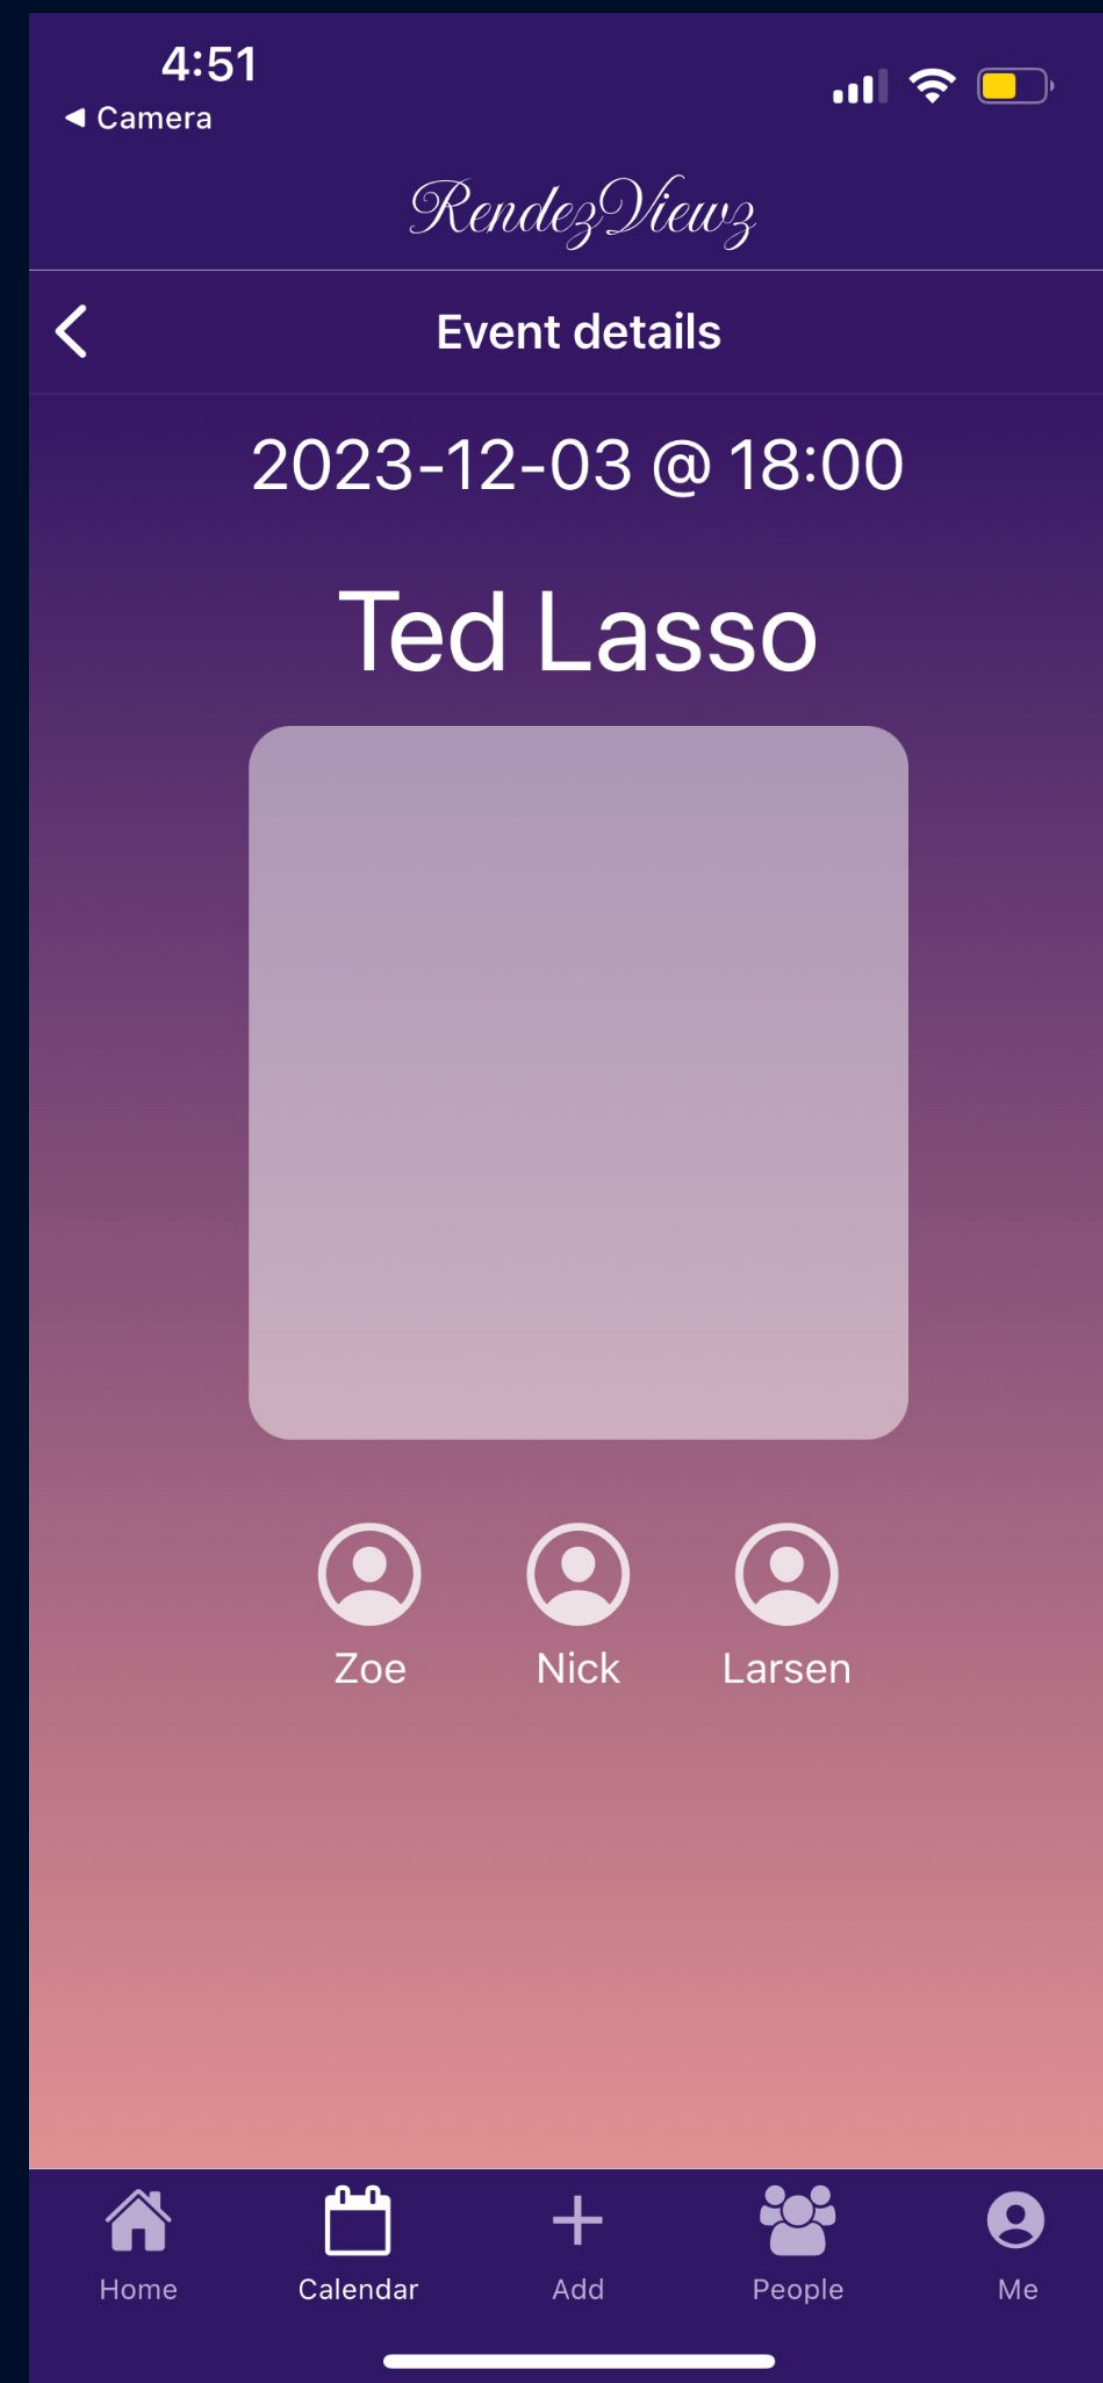 4:51
◀ Camera
RendezViewz
Event details
2023-12-03 @ 18:00
Ted Lasso
Zoe Nick Larsen
Home Calendar Add People Me